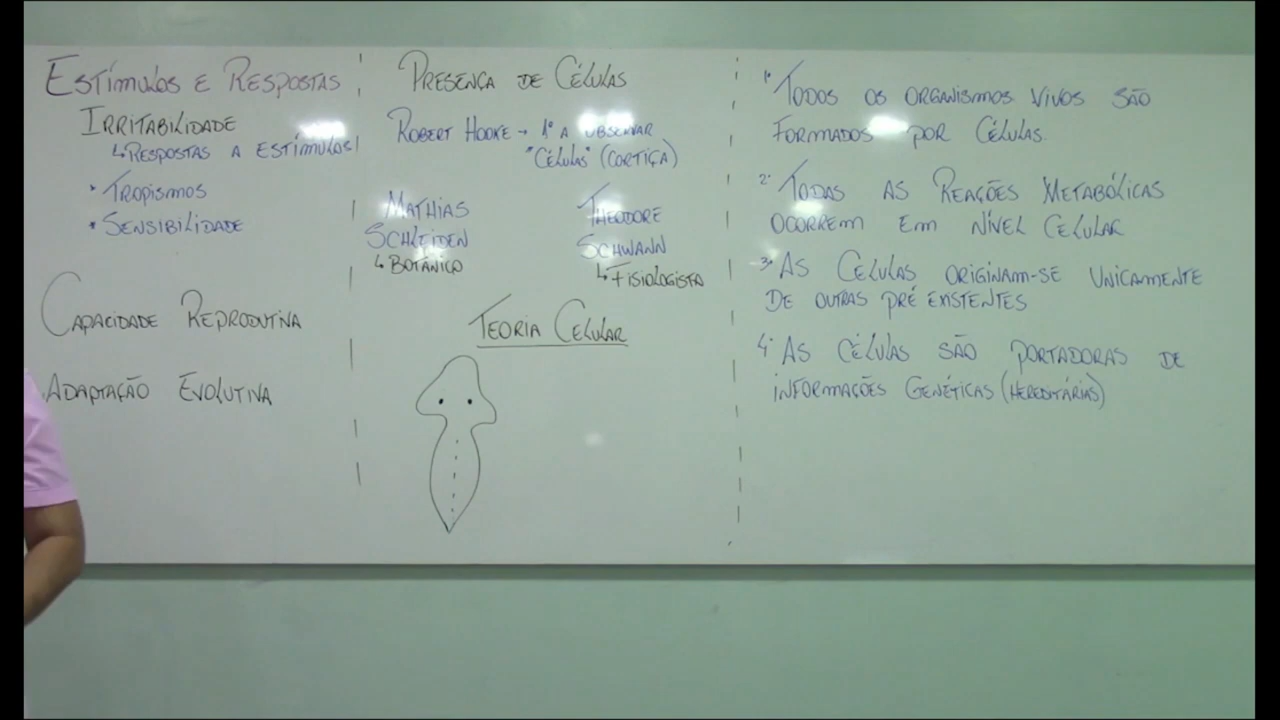 ESTÍMULOS E RESPOSTAS
IRRITABILIDADE
↳ RESPOSTAS A ESTÍMULOS
• TROPISMOS
• SENSIBILIDADE
CAPACIDADE REPRODUTIVA
ADAPTAÇÃO EVOLUTIVA
PRESENÇA DE CÉLULAS
ROBERT HOOKE → 1º A OBSERVAR
"CÉLULAS" (CORTIÇA)
MATHIAS
SCHLEIDEN
↳ BOTÂNICO
THEODORE
SCHWANN
↳ FISIOLOGISTA
TEORIA CELULAR
1º TODOS OS ORGANISMOS VIVOS SÃO
FORMADOS POR CÉLULAS.
2º TODAS AS REAÇÕES METABÓLICAS
OCORREM EM NÍVEL CELULAR
3º AS CÉLULAS ORIGINAM-SE UNICAMENTE
DE OUTRAS PRÉ EXISTENTES
4º AS CÉLULAS SÃO PORTADORAS DE
INFORMAÇÕES GENÉTICAS (HEREDITÁRIAS)